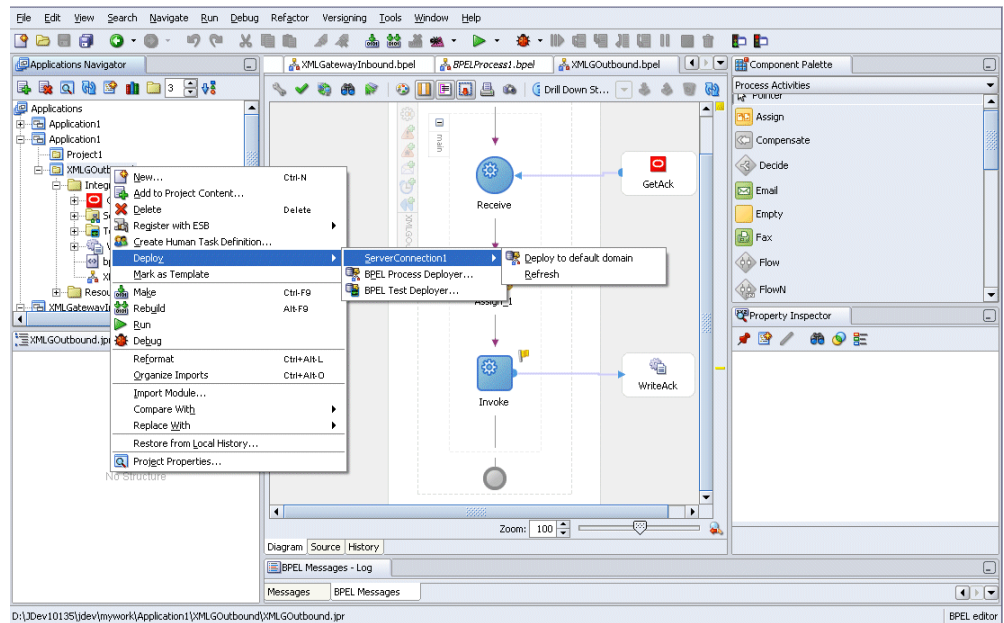 File Edit View Search Navigate Run Debug Refactor Versioning Tools Window Help
Applications Navigator
XMLGatewayInbound.bpel
BPELProcess1.bpel
XMLGOutbound.bpel
Component Palette
3
Drill Down St...
Process Activities
Pointer
Applications
Application1
Application1
Project1
XMLGOutb
Integ
Resou
XMLGatewayI
New... Ctrl-N
Add to Project Content...
Delete Delete
Register with ESB
Create Human Task Definition...
Deploy
Mark as Template
Make Ctrl-F9
Rebuild Alt-F9
Run
Debug
Reformat Ctrl+Alt-L
Organize Imports Ctrl+Alt-O
Import Module...
Compare With
Replace With
Restore from Local History...
Project Properties...
ServerConnection1
BPEL Process Deployer...
BPEL Test Deployer...
Deploy to default domain
Refresh
main
XMLGO
Receive
GetAck
Assign_1
Invoke
WriteAck
Assign
Compensate
Decide
Email
Empty
Fax
Flow
FlowN
Property Inspector
XMLGOutbound.jp
No Structure
Zoom: 100
Diagram Source History
BPEL Messages - Log
Messages BPEL Messages
D:\JDev10135\jdev\mywork\Application1\XMLGOutbound\XMLGOutbound.jpr
BPEL editor